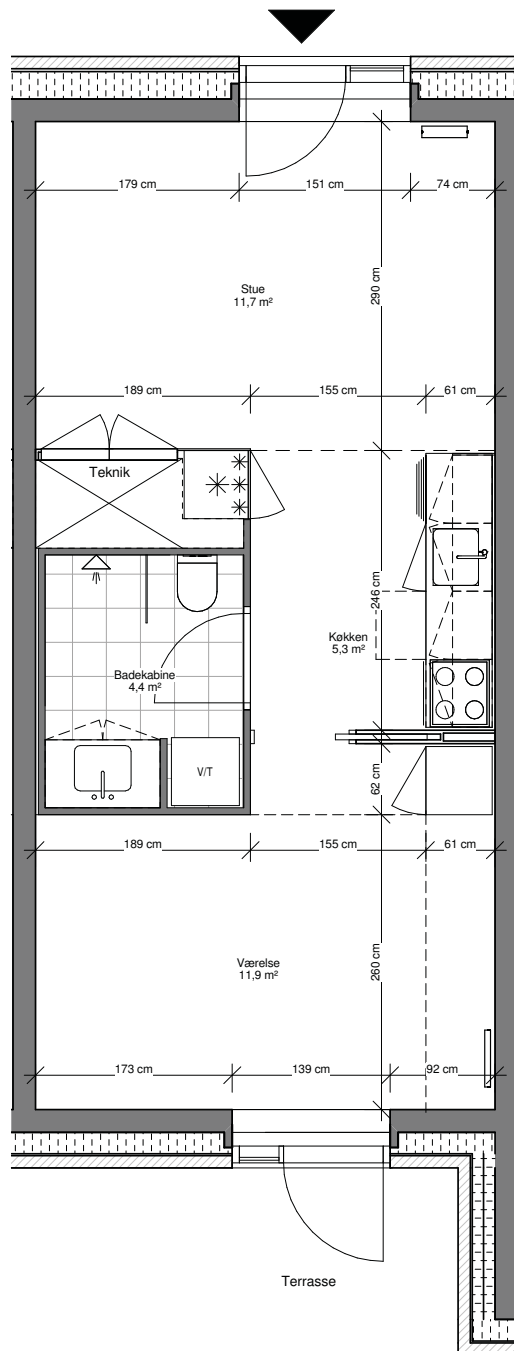 179 cm
151 cm
74 cm
290 cm
Stue
11,7 m²
189 cm
155 cm
61 cm
Teknik
246 cm
Køkken
5,3 m²
Badekabine
4,4 m²
V/T
62 cm
189 cm
155 cm
61 cm
Værelse
11,9 m²
260 cm
173 cm
139 cm
92 cm
Terrasse